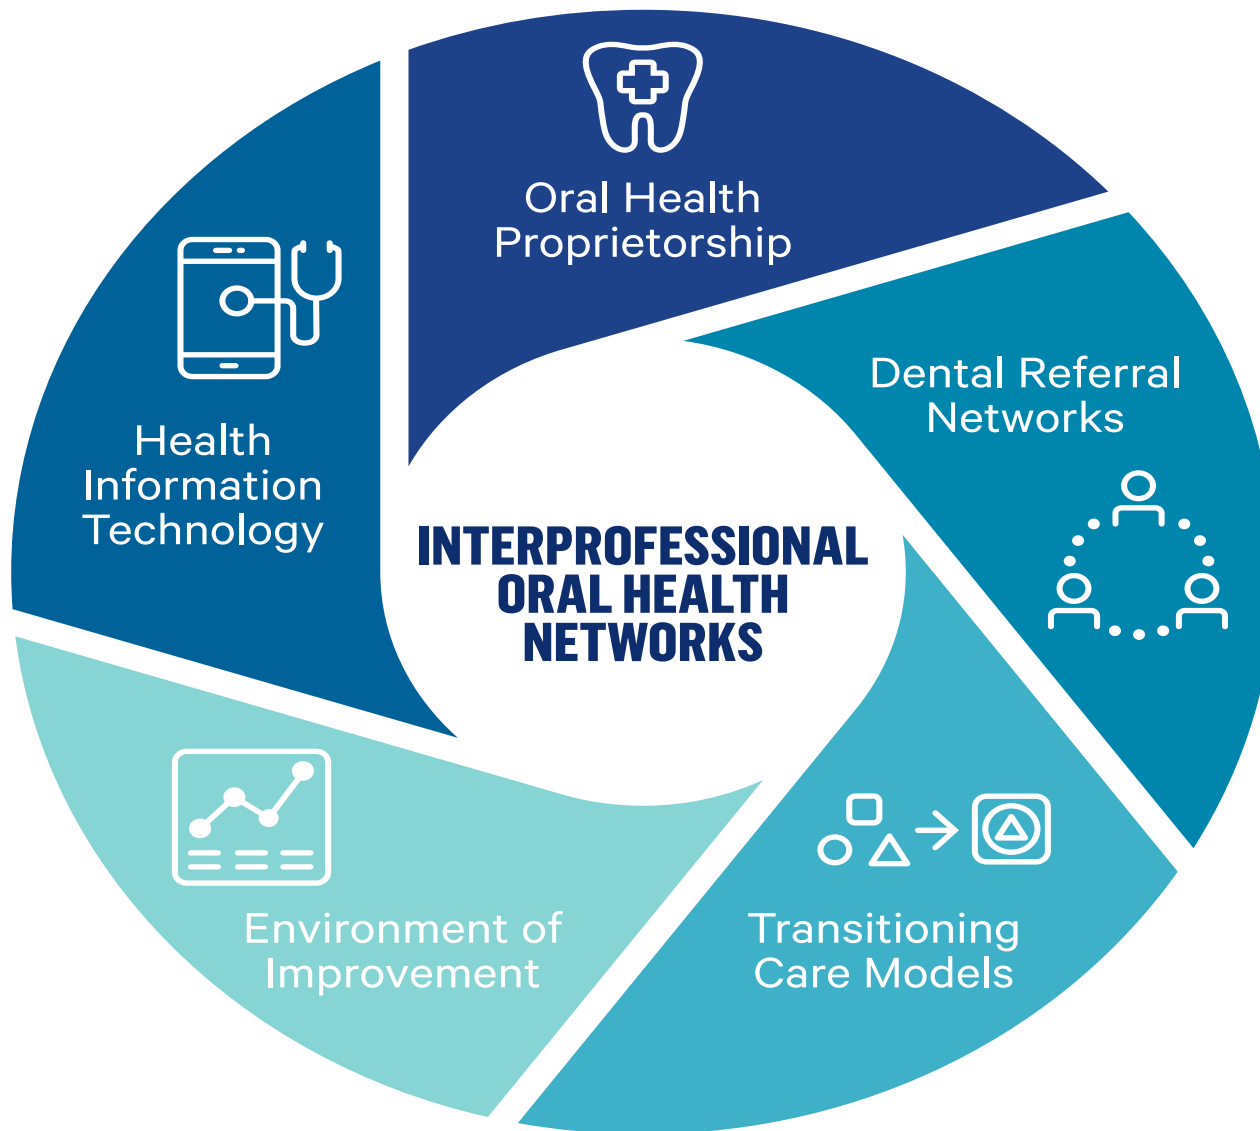 Oral Health
Proprietorship
Dental Referral
Networks
Health
Information
Technology
INTERPROFESSIONAL
ORAL HEALTH
NETWORKS
Environment of
Improvement
Transitioning
Care Models